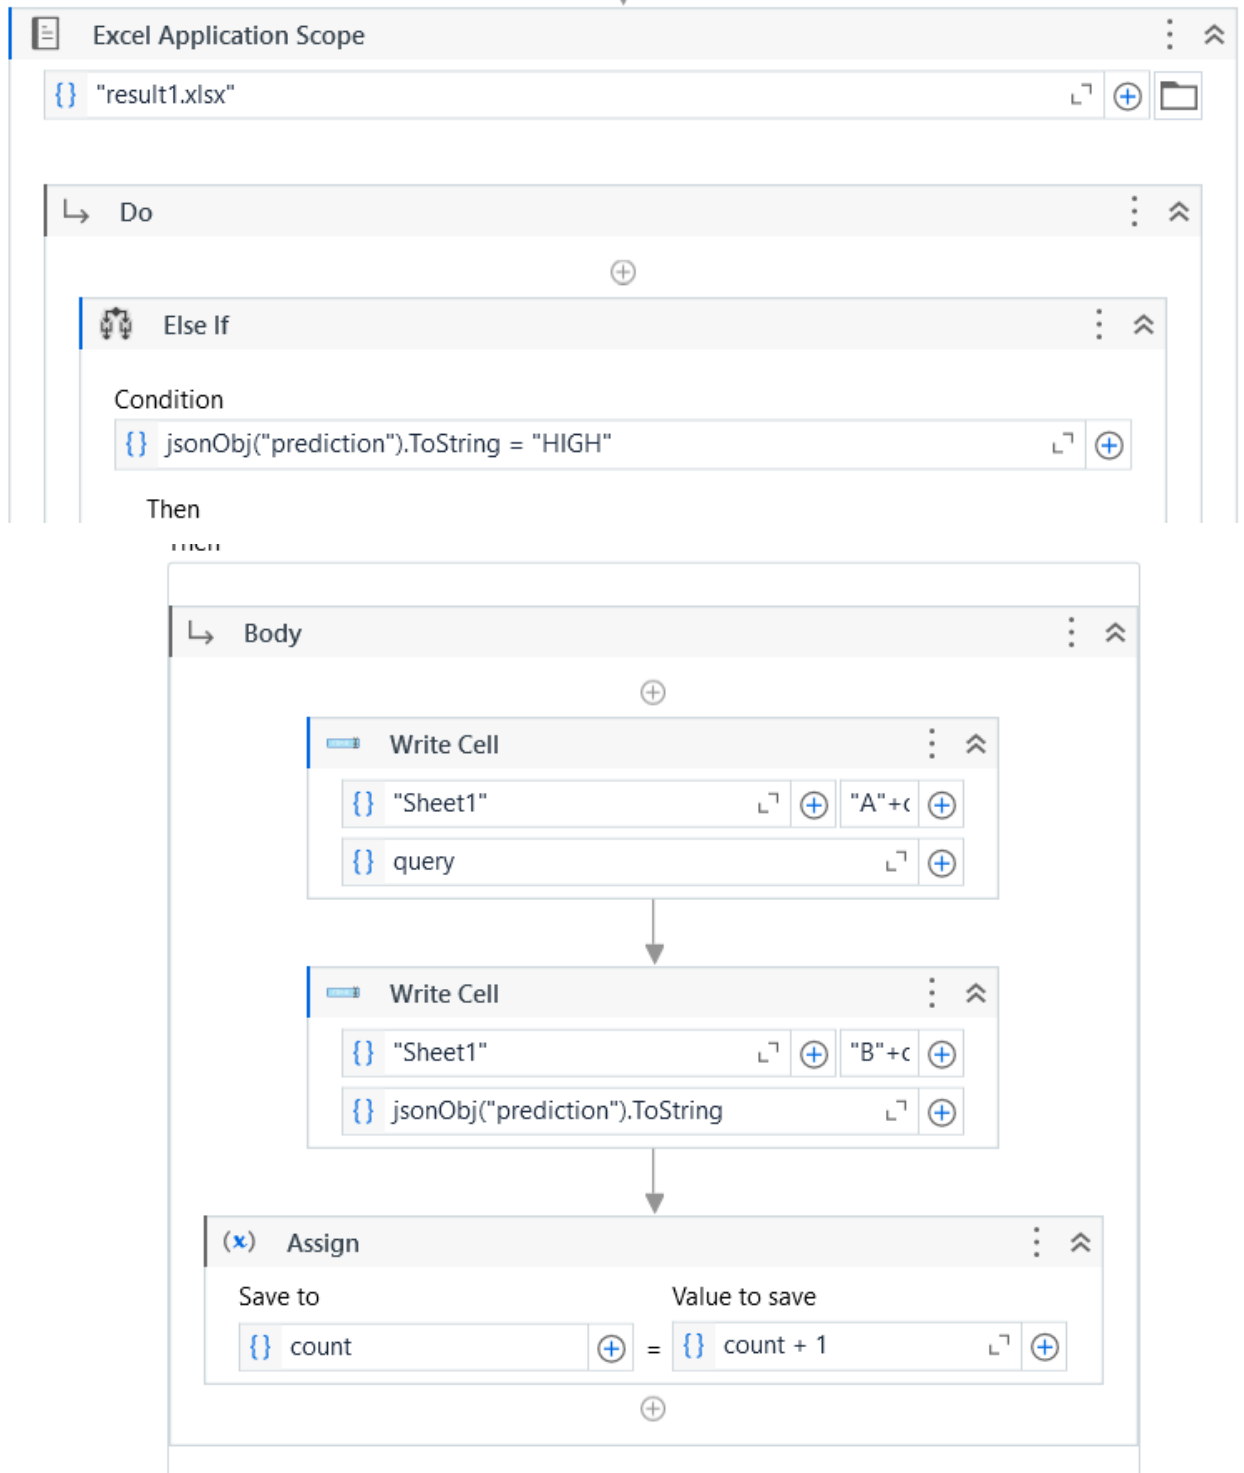 Excel Application Scope
{} "result1.xlsx"
Do
Else If
Condition
{} jsonObj("prediction").ToString = "HIGH"
Then
Then
Body
Write Cell
{} "Sheet1" "A"+c
{} query
Write Cell
{} "Sheet1" "B"+c
{} jsonObj("prediction").ToString
(x) Assign
Save to Value to save
{} count = {} count + 1